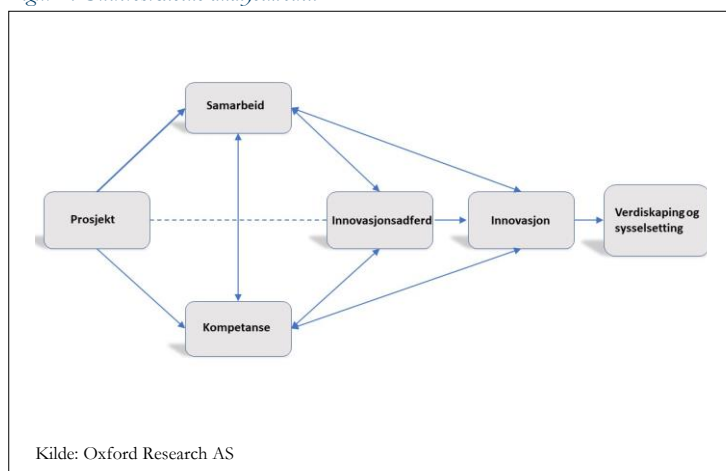 Samarbeid
Prosjekt
Innovasjonsadferd
Innovasjon
Verdiskaping og
sysselsetting
Kompetanse
Kilde: Oxford Research AS